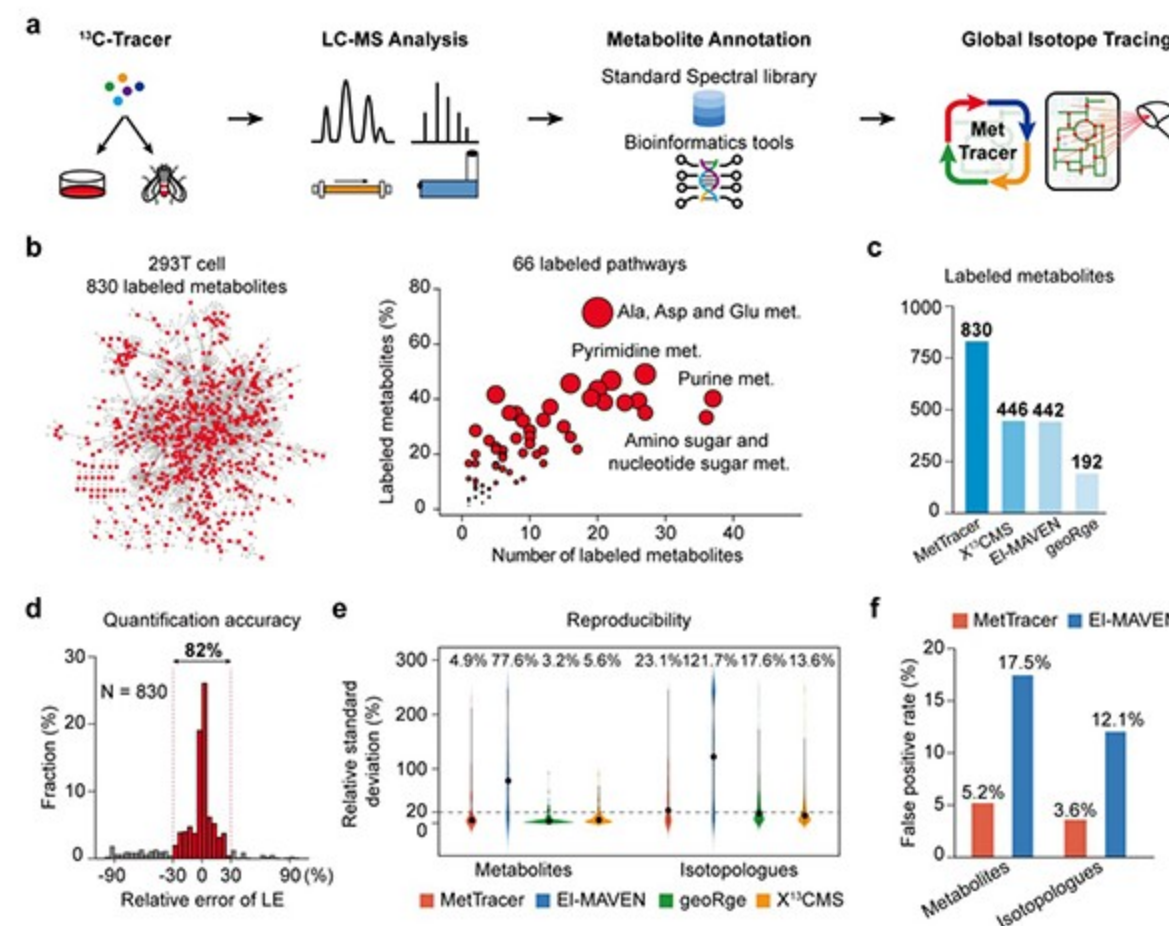 a
¹³C-Tracer
LC-MS Analysis
Metabolite Annotation
Global Isotope Tracing
Standard Spectral library
Bioinformatics tools
Met
Tracer
b
293T cell
830 labeled metabolites
66 labeled pathways
Labeled metabolites (%)
80
60
40
20
0
Ala, Asp and Glu met.
Pyrimidine met.
Purine met.
Amino sugar and
nucleotide sugar met.
0 10 20 30 40
Number of labeled metabolites
c
Labeled metabolites
1000
750
500
250
0
830
446
442
192
MetTracer
X¹³CMS
EI-MAVEN
geoRge
d
Quantification accuracy
82%
N = 830
Fraction (%)
30
20
10
0
-90 -30 0 30 90 (%)
Relative error of LE
e
Reproducibility
Relative standard
deviation (%)
300
200
100
20
0
4.9% 77.6% 3.2% 5.6% 23.1% 121.7% 17.6% 13.6%
Metabolites
Isotopologues
MetTracer EI-MAVEN geoRge X¹³CMS
f
MetTracer EI-MAVEN
False positive rate (%)
20
15
10
5
0
5.2%
17.5%
3.6%
12.1%
Metabolites
Isotopologues